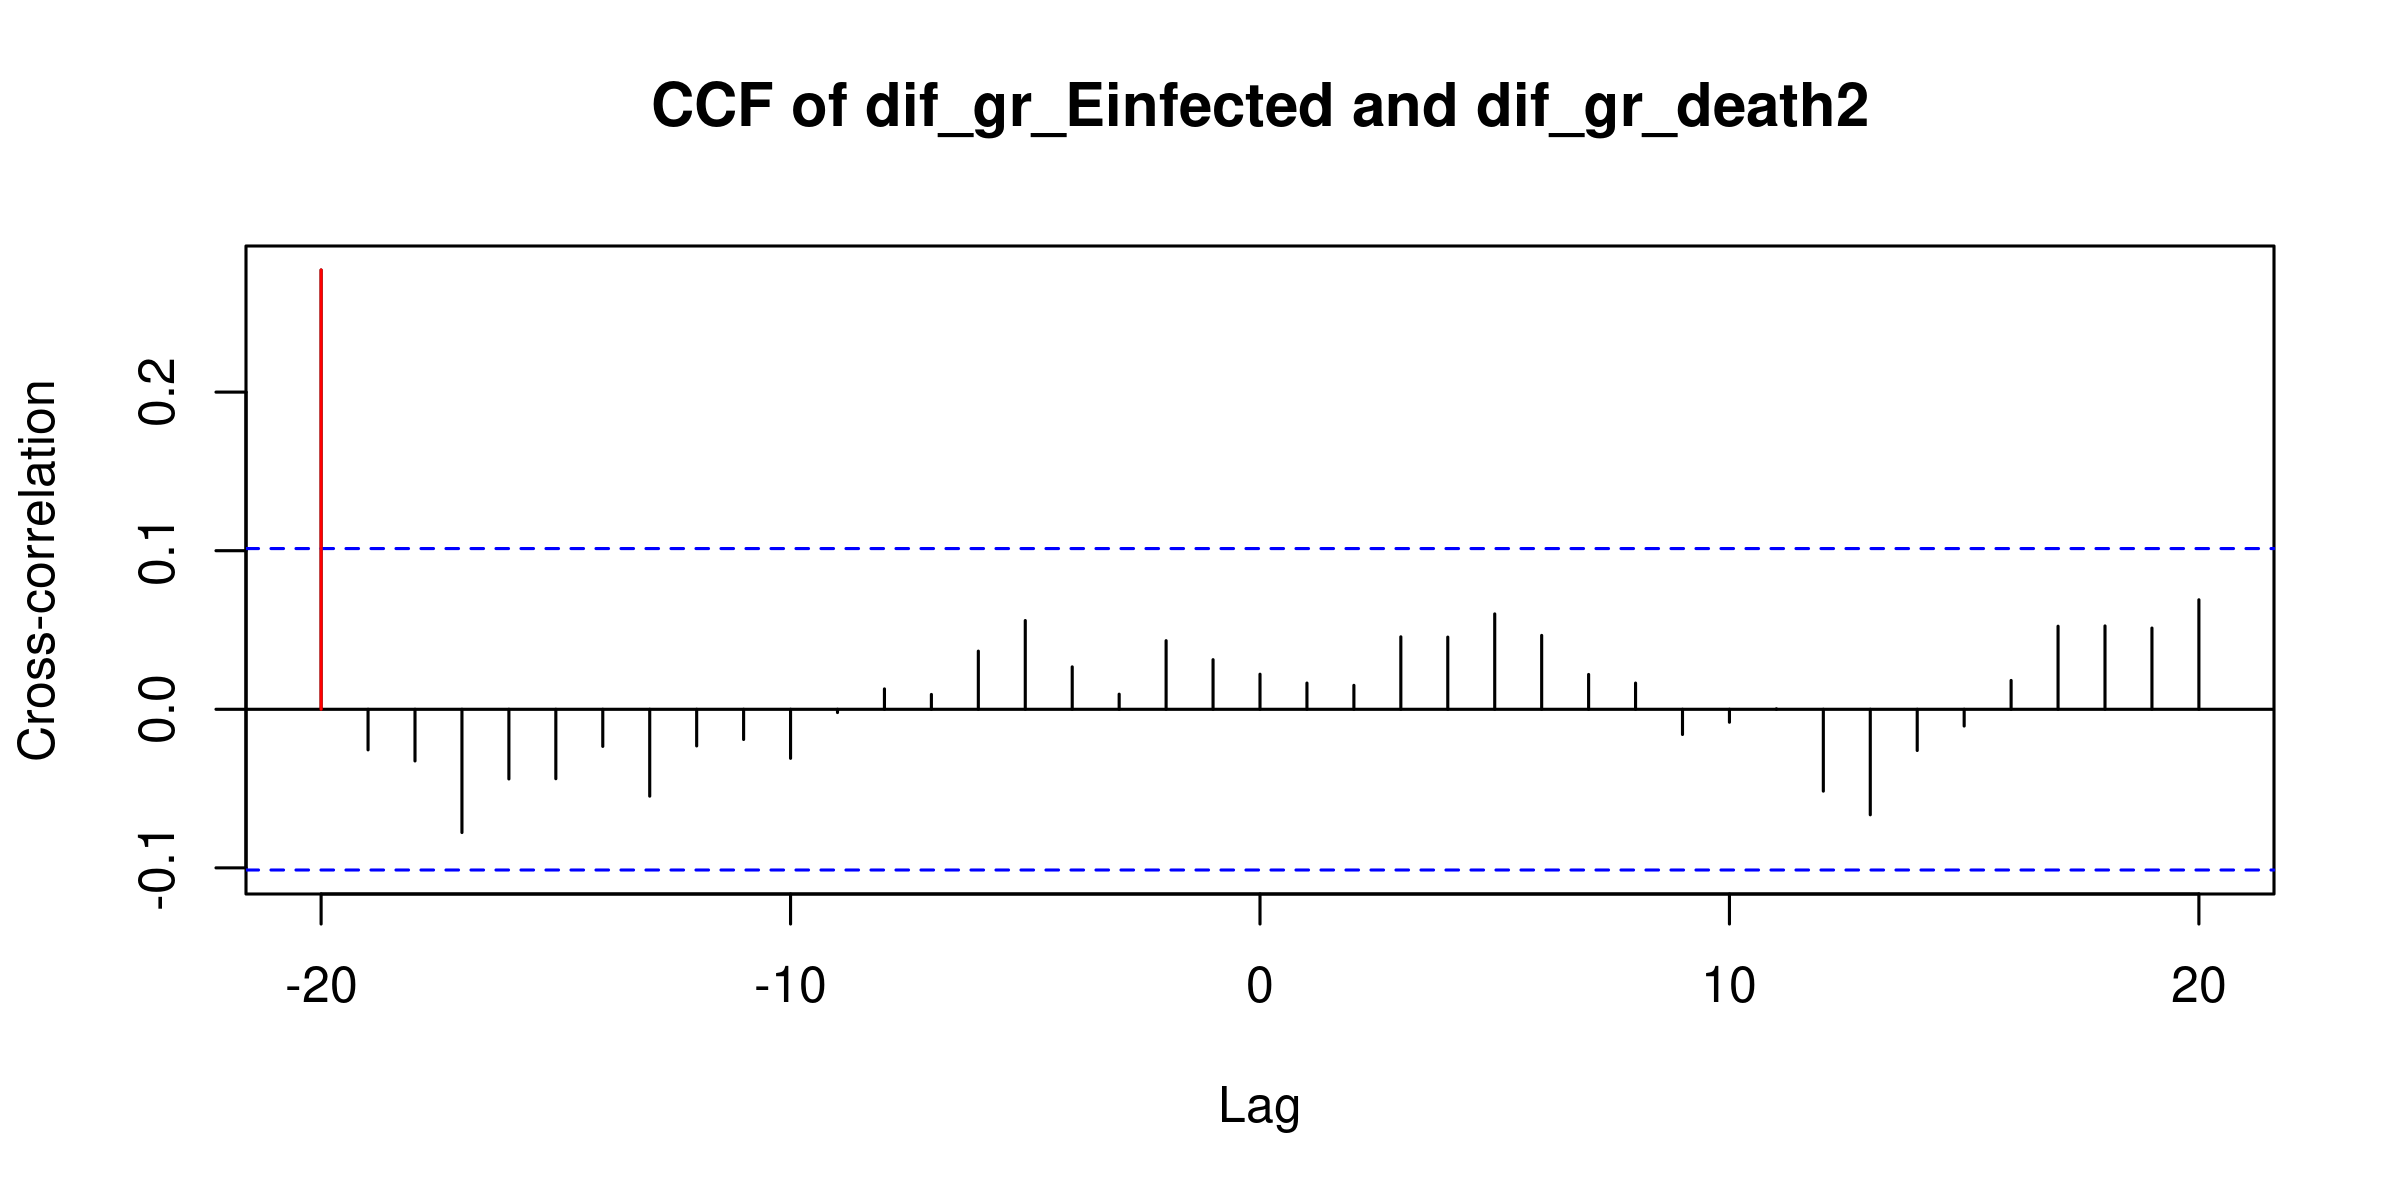 CCF of dif_gr_Einfected and dif_gr_death2
Cross-correlation
0.2
0.1
0.0
-0.1
-20 -10 0 10 20
Lag